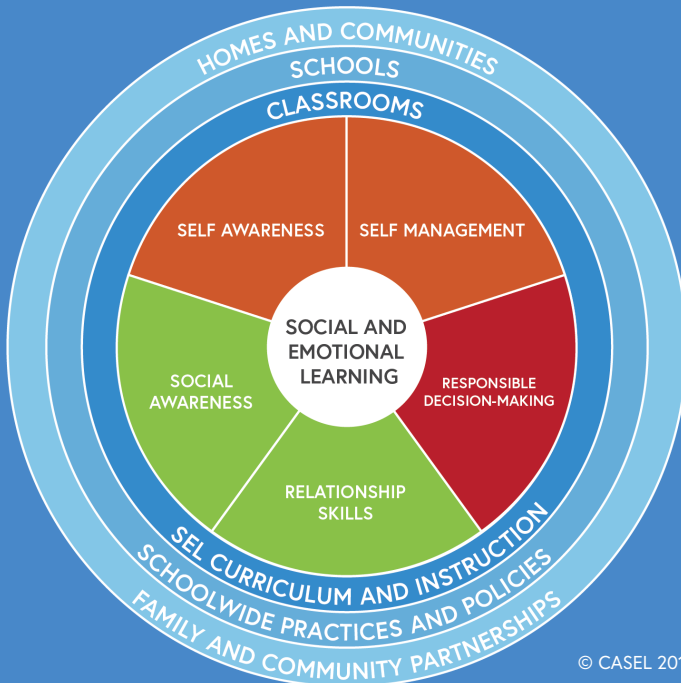 HOMES AND COMMUNITIES
SCHOOLS
CLASSROOMS
SELF AWARENESS
SELF MANAGEMENT
SOCIAL AND
EMOTIONAL
LEARNING
SOCIAL
AWARENESS
RESPONSIBLE
DECISION-MAKING
RELATIONSHIP
SKILLS
SEL CURRICULUM AND INSTRUCTION
SCHOOLWIDE PRACTICES AND POLICIES
FAMILY AND COMMUNITY PARTNERSHIPS
© CASEL